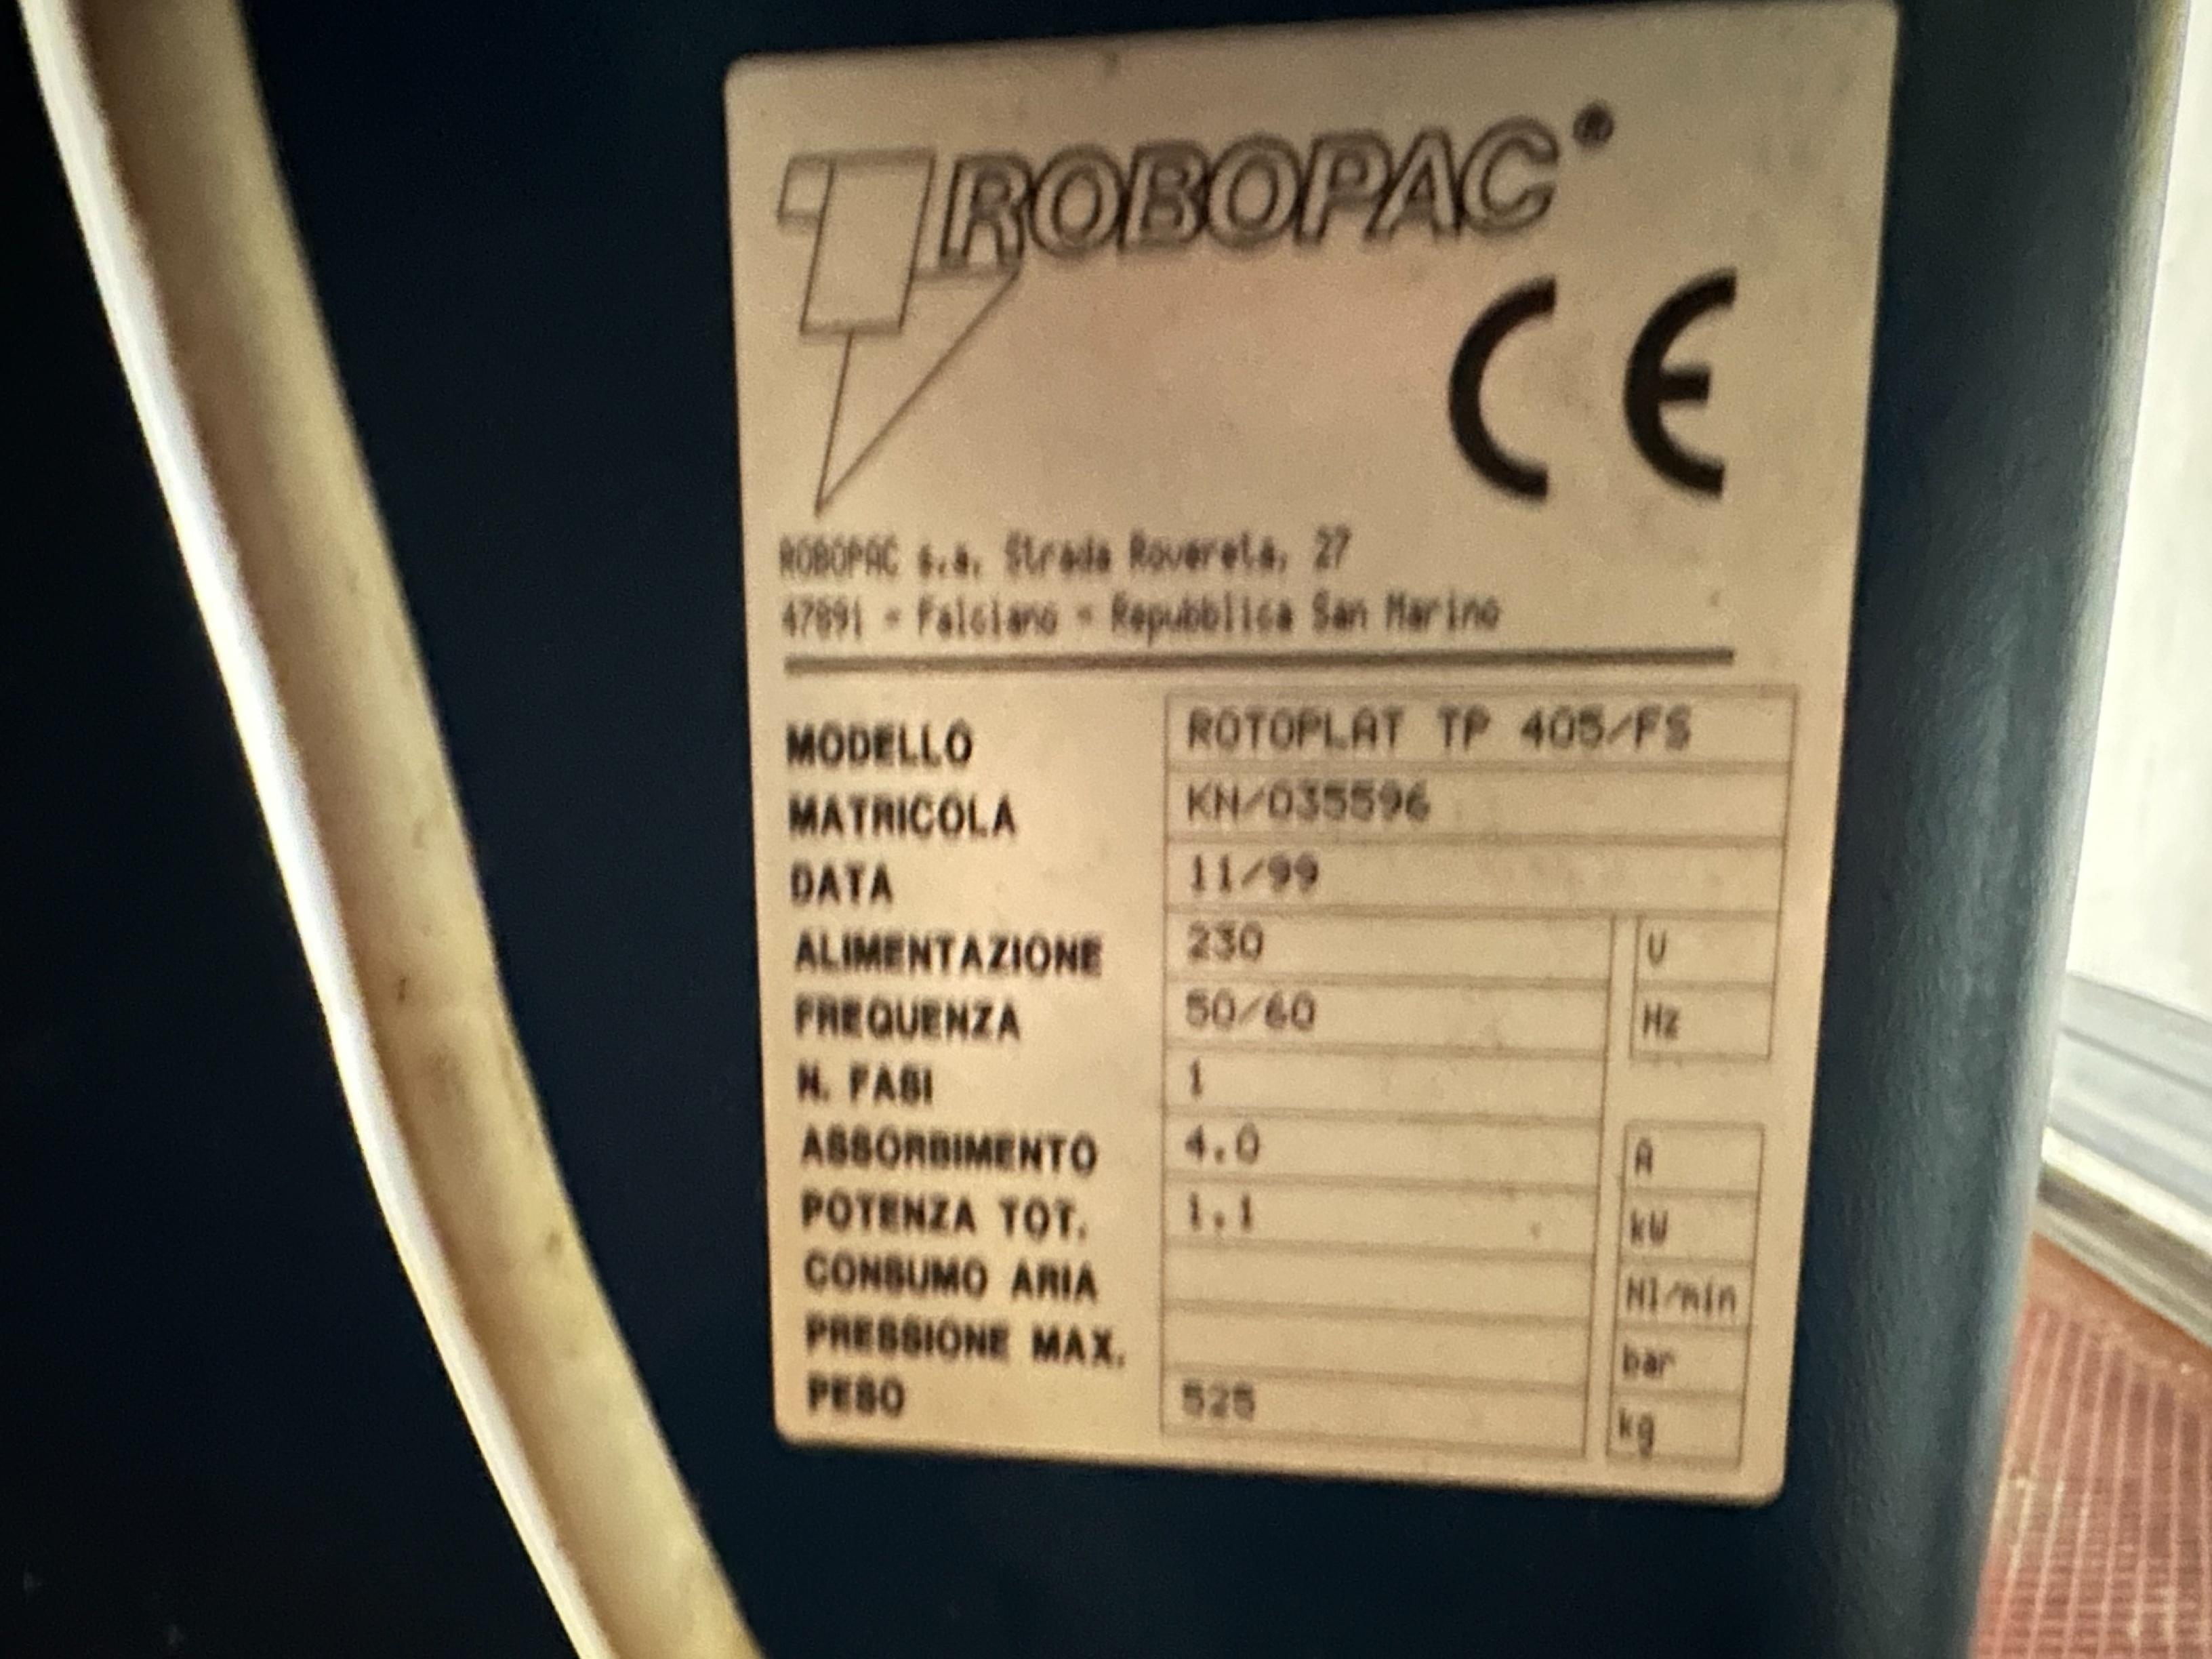 ROBOPAC®
CE
ROBOPAC s.a. Strada Rovereta, 27
47891 - Falciano - Repubblica San Marino
MODELLO ROTOPLAT TP 405/FS
MATRICOLA KN/035596
DATA 11/99
ALIMENTAZIONE 230 V
FREQUENZA 50/60 Hz
N. FASI 1
ASSORBIMENTO 4.0 A
POTENZA TOT. 1.1 kW
CONSUMO ARIA Nl/min
PRESSIONE MAX. bar
PESO 525 kg